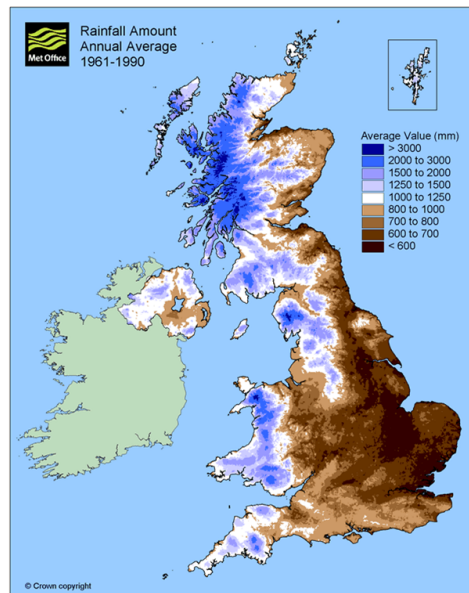 Met Office
Rainfall Amount
Annual Average
1961-1990
Average Value (mm)
> 3000
2000 to 3000
1500 to 2000
1250 to 1500
1000 to 1250
800 to 1000
700 to 800
600 to 700
< 600
© Crown copyright